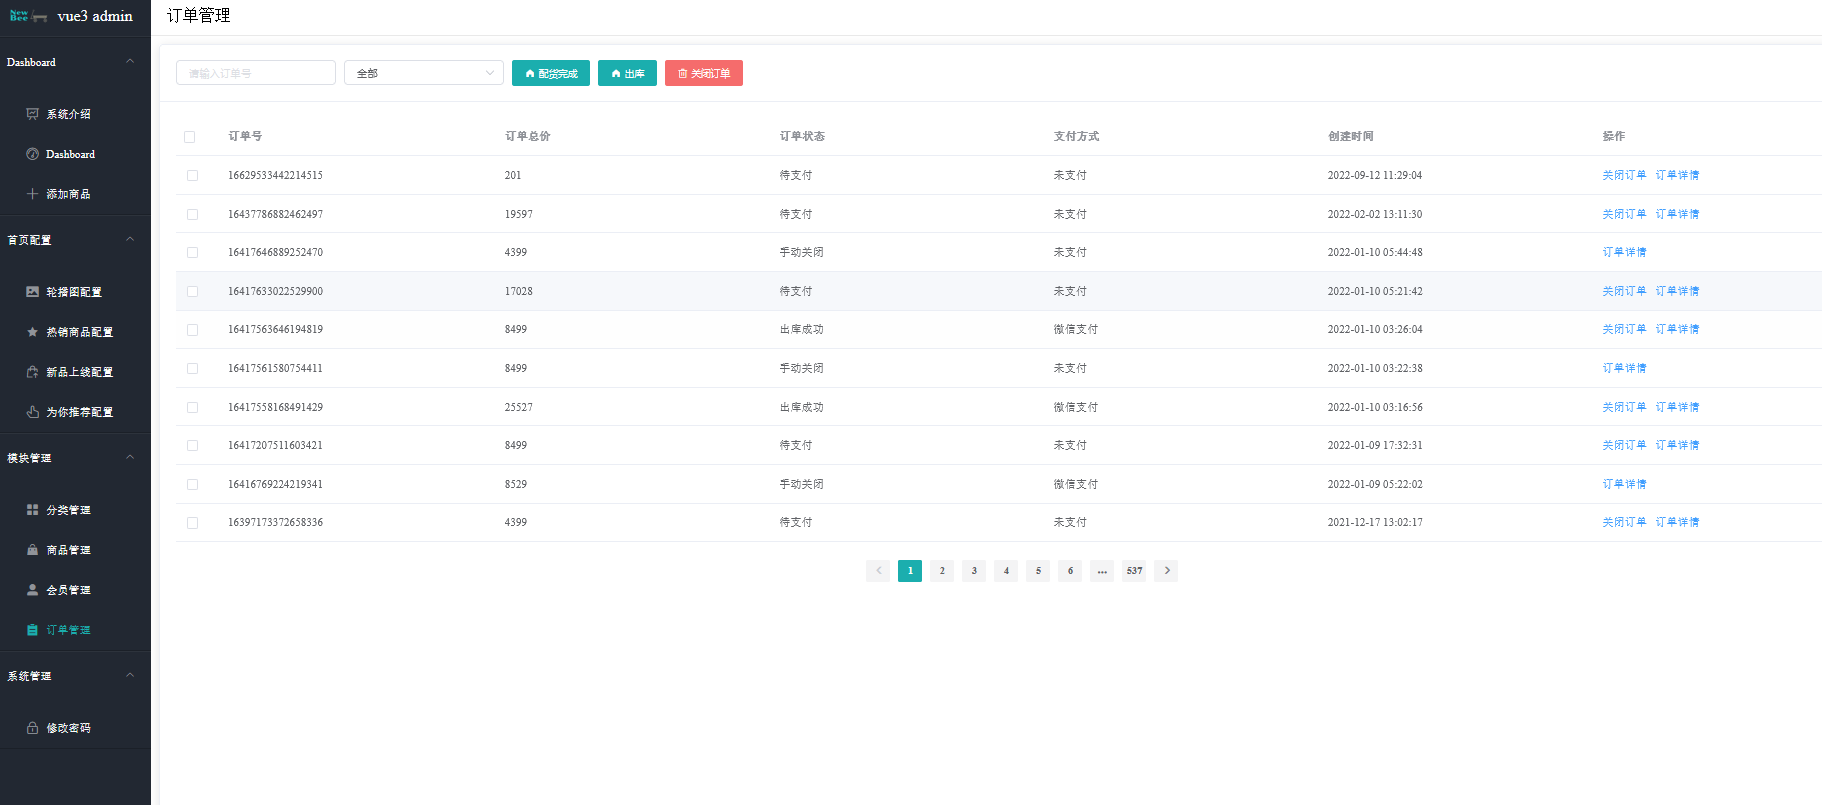 New Bee vue3 admin
订单管理
Dashboard
系统介绍
Dashboard
添加商品
首页配置
轮播图配置
热销商品配置
新品上线配置
为你推荐配置
模块管理
分类管理
商品管理
会员管理
订单管理
系统管理
修改密码
请输入订单号 全部 配货完成 出库 关闭订单
订单号 订单总价 订单状态 支付方式 创建时间 操作
16629533442214515 201 待支付 未支付 2022-09-12 11:29:04 关闭订单 订单详情
16437786882462497 19597 待支付 未支付 2022-02-02 13:11:30 关闭订单 订单详情
16417646889252470 4399 手动关闭 未支付 2022-01-10 05:44:48 订单详情
16417633022529900 17028 待支付 未支付 2022-01-10 05:21:42 关闭订单 订单详情
16417563646194819 8499 出库成功 微信支付 2022-01-10 03:26:04 关闭订单 订单详情
16417561580754411 8499 手动关闭 未支付 2022-01-10 03:22:38 订单详情
16417558168491429 25527 出库成功 微信支付 2022-01-10 03:16:56 关闭订单 订单详情
16417207511603421 8499 待支付 未支付 2022-01-09 17:32:31 关闭订单 订单详情
16416769224219341 8529 手动关闭 微信支付 2022-01-09 05:22:02 订单详情
16397173372658336 4399 待支付 未支付 2021-12-17 13:02:17 关闭订单 订单详情
1 2 3 4 5 6 ... 537